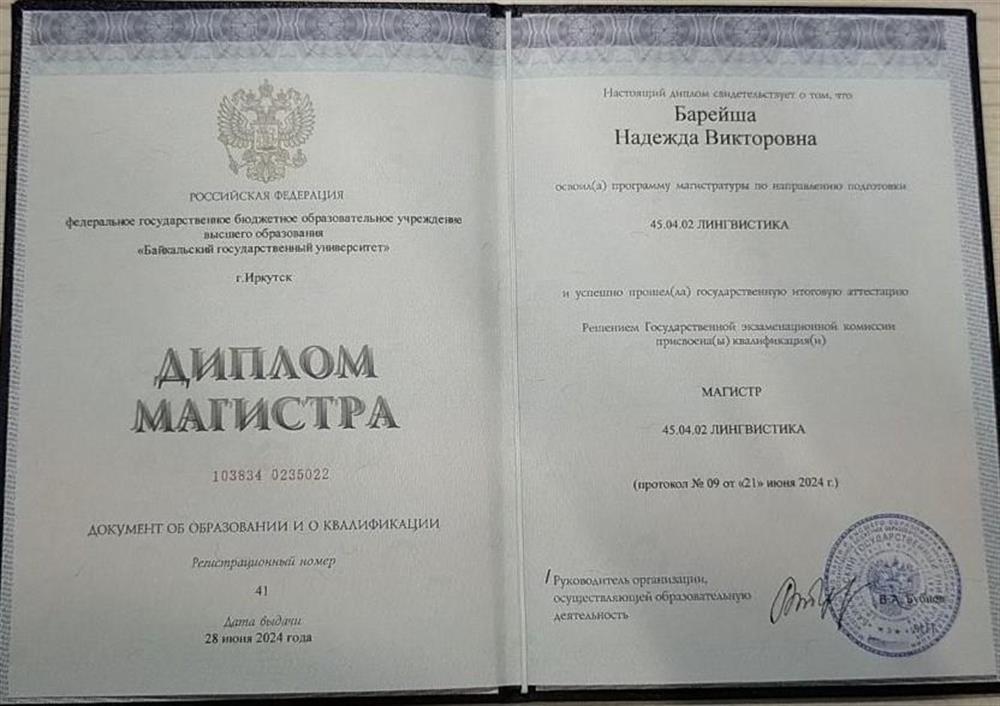 РОССИЙСКАЯ ФЕДЕРАЦИЯ
федеральное государственное бюджетное образовательное учреждение
высшего образования
«Байкальский государственный университет»
г.Иркутск
ДИПЛОМ
МАГИСТРА
103834 0235022
ДОКУМЕНТ ОБ ОБРАЗОВАНИИ И О КВАЛИФИКАЦИИ
Регистрационный номер
41
Дата выдачи
28 июня 2024 года
Настоящий диплом свидетельствует о том, что
Барейша
Надежда Викторовна
освоил(а) программу магистратуры по направлению подготовки
45.04.02 ЛИНГВИСТИКА
и успешно прошел(ла) государственную итоговую аттестацию
Решением Государственной экзаменационной комиссии
присвоена(ы) квалификация(и)
МАГИСТР
45.04.02 ЛИНГВИСТИКА
(протокол № 09 от «21» июня 2024 г.)
/ Руководитель организации,
осуществляющей образовательную
деятельность
В.А. Бубнов